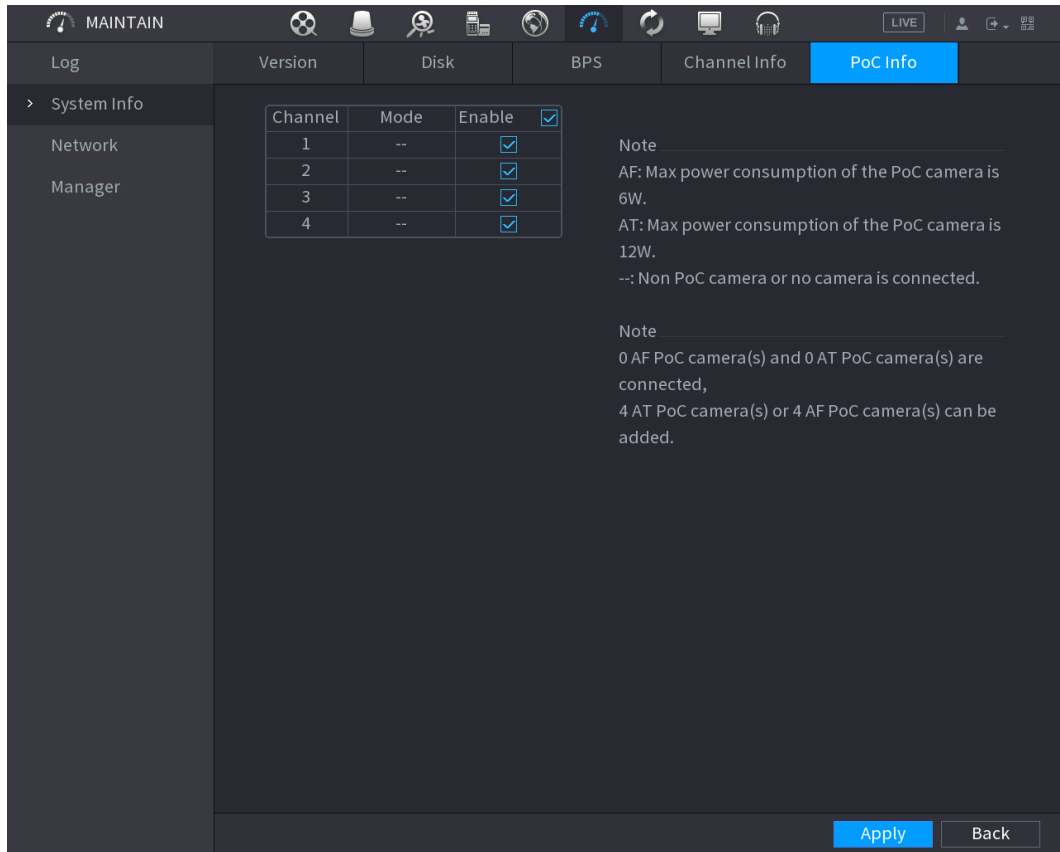 MAINTAIN
LIVE
Log
System Info
Network
Manager
Version Disk BPS Channel Info PoC Info
Channel Mode Enable
1 --
2 --
3 --
4 --
Note
AF: Max power consumption of the PoC camera is
6W.
AT: Max power consumption of the PoC camera is
12W.
--: Non PoC camera or no camera is connected.
Note
0 AF PoC camera(s) and 0 AT PoC camera(s) are
connected,
4 AT PoC camera(s) or 4 AF PoC camera(s) can be
added.
Apply Back